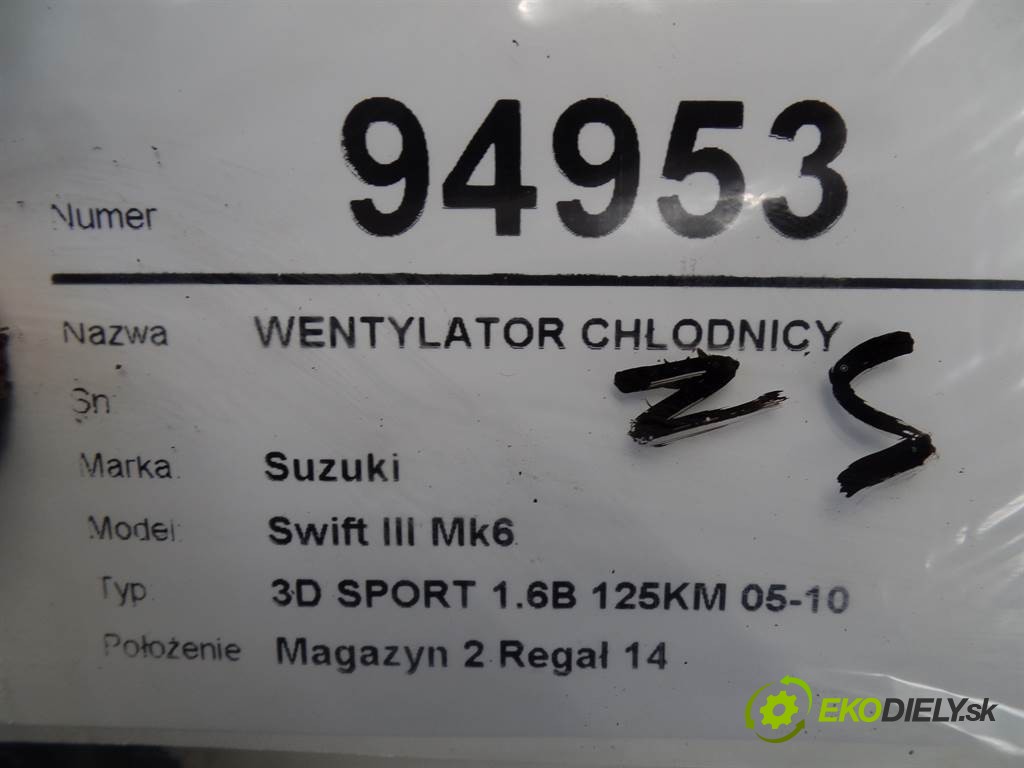 Numer 94953
Nazwa WENTYLATOR CHŁODNICY
ZS
Sn:
Marka: Suzuki
Model: Swift III Mk6
Typ: 3D SPORT 1.6B 125KM 05-10
Położenie Magazyn 2 Regał 14
EKODIELY.sk